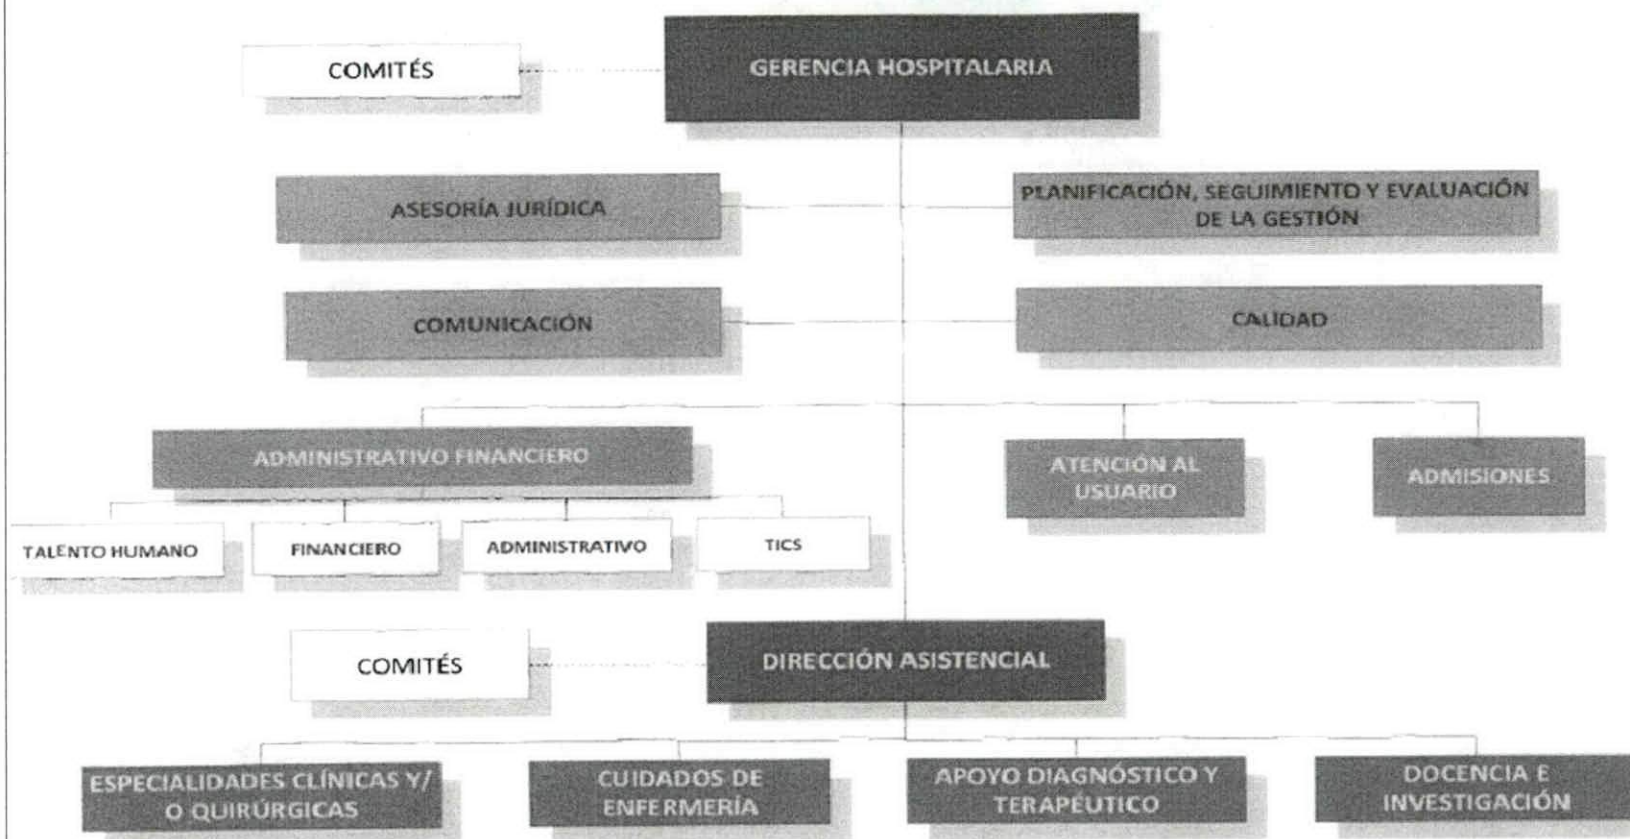 COMITÉS
GERENCIA HOSPITALARIA
ASESORÍA JURÍDICA
PLANIFICACIÓN, SEGUIMIENTO Y EVALUACIÓN
DE LA GESTIÓN
COMUNICACIÓN
CALIDAD
ADMINISTRATIVO FINANCIERO
ATENCIÓN AL
USUARIO
ADMISIONES
TALENTO HUMANO
FINANCIERO
ADMINISTRATIVO
TICS
COMITÉS
DIRECCIÓN ASISTENCIAL
ESPECIALIDADES CLÍNICAS Y/
O QUIRÚRGICAS
CUIDADOS DE
ENFERMERÍA
APOYO DIAGNÓSTICO Y
TERAPÉUTICO
DOCENCIA E
INVESTIGACIÓN